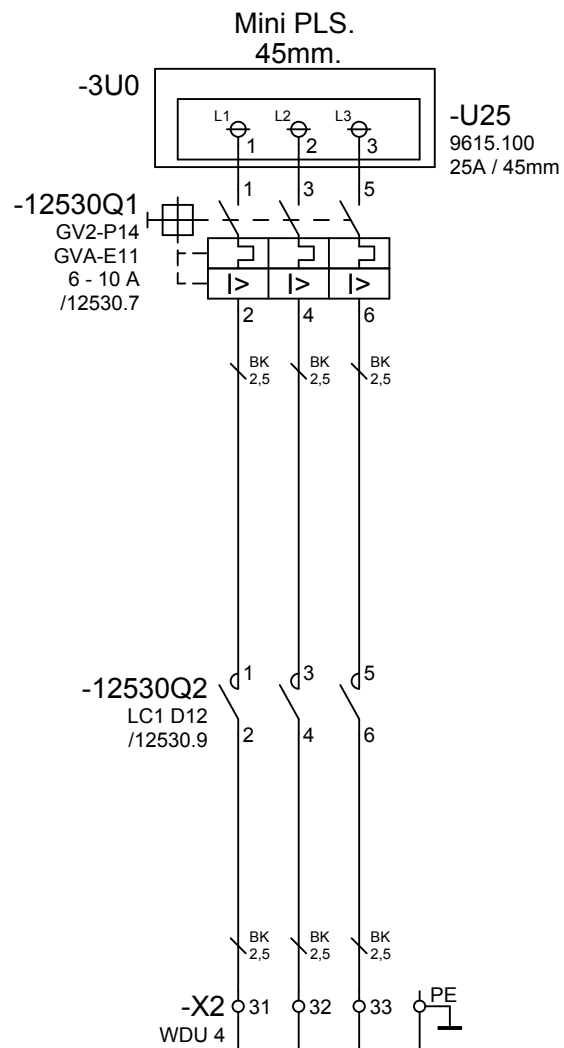 Mini PLS.
45mm.
-3U0
L1 L2 L3
1 2 3
-U25
9615.100
25A / 45mm
1 3 5
-12530Q1
GV2-P14
GVA-E11
6 - 10 A
/12530.7
I> I> I>
2 4 6
BK BK BK
2,5 2,5 2,5
1 3 5
-12530Q2
LC1 D12
/12530.9
2 4 6
BK BK BK
2,5 2,5 2,5
-X2 31 32 33 PE
WDU 4